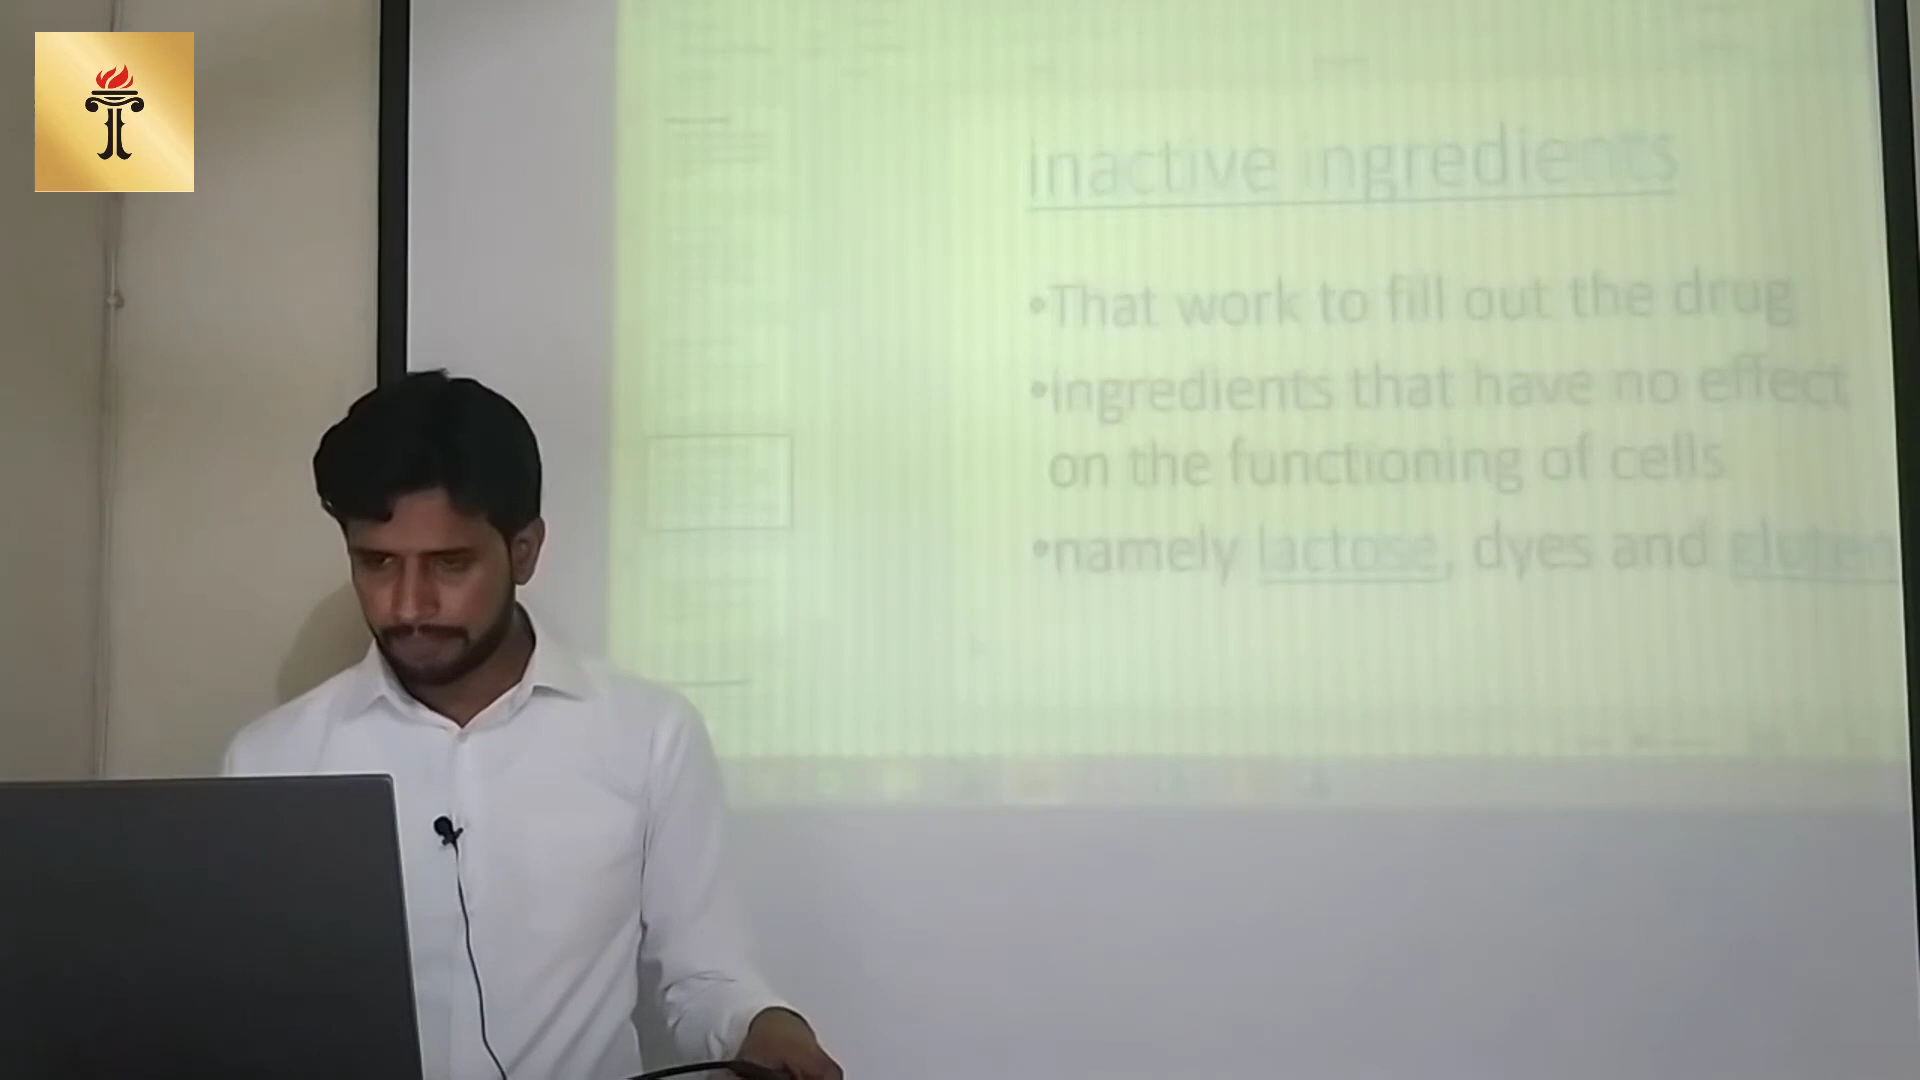 inactive ingredients
•That work to fill out the drug
•ingredients that have no effect
on the functioning of cells
•namely lactose, dyes and gluten